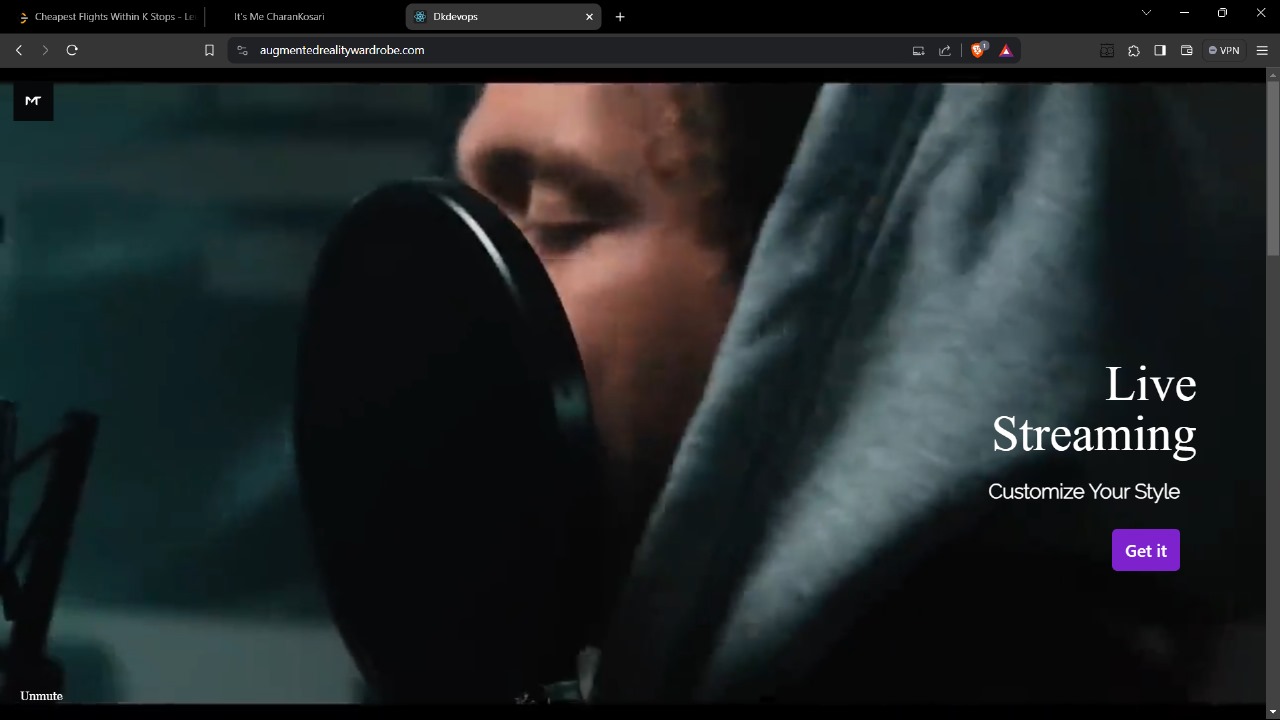 Cheapest Flights Within K Stops - Le
It's Me CharanKosari
Dkdevops
augmentedrealitywardrobe.com
1
VPN
MT
Live
Streaming
Customize Your Style
Get it
Unmute